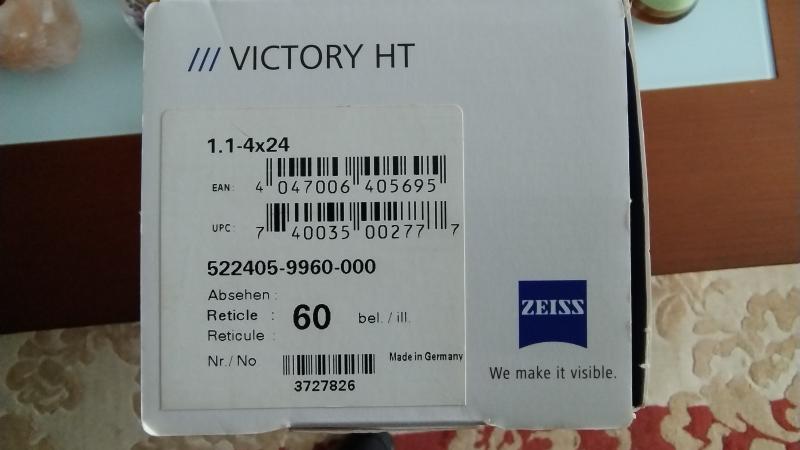 /// VICTORY HT
1.1-4x24
EAN: 4 047006 405695
UPC: 7 40035 00277 7
522405-9960-000
Absehen :
Reticle : 60 bel. / ill.
Reticule :
Nr./ No Made in Germany
3727826
ZEISS
We make it visible.